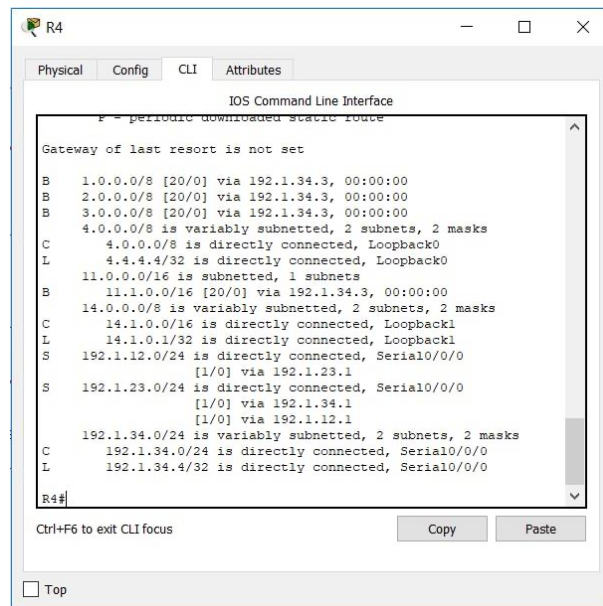 R4
Physical Config CLI Attributes
IOS Command Line Interface
P - periodic downloaded static route
Gateway of last resort is not set
B 1.0.0.0/8 [20/0] via 192.1.34.3, 00:00:00
B 2.0.0.0/8 [20/0] via 192.1.34.3, 00:00:00
B 3.0.0.0/8 [20/0] via 192.1.34.3, 00:00:00
4.0.0.0/8 is variably subnetted, 2 subnets, 2 masks
C 4.0.0.0/8 is directly connected, Loopback0
L 4.4.4.4/32 is directly connected, Loopback0
11.0.0.0/16 is subnetted, 1 subnets
B 11.1.0.0/16 [20/0] via 192.1.34.3, 00:00:00
14.0.0.0/8 is variably subnetted, 2 subnets, 2 masks
C 14.1.0.0/16 is directly connected, Loopback1
L 14.1.0.1/32 is directly connected, Loopback1
S 192.1.12.0/24 is directly connected, Serial0/0/0
[1/0] via 192.1.23.1
S 192.1.23.0/24 is directly connected, Serial0/0/0
[1/0] via 192.1.34.1
[1/0] via 192.1.12.1
192.1.34.0/24 is variably subnetted, 2 subnets, 2 masks
C 192.1.34.0/24 is directly connected, Serial0/0/0
L 192.1.34.4/32 is directly connected, Serial0/0/0
R4#
Ctrl+F6 to exit CLI focus
Copy Paste
Top